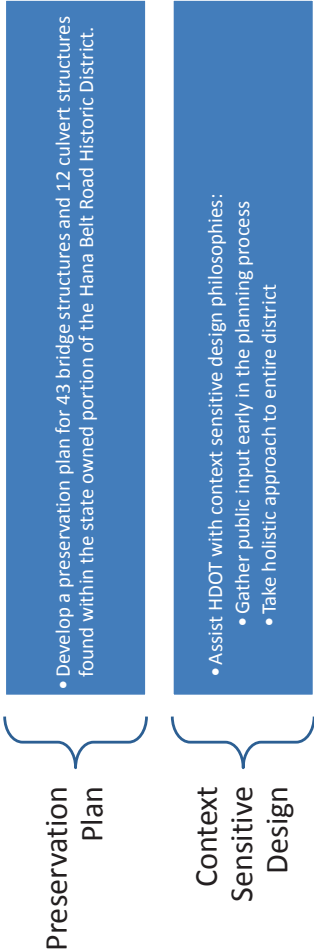 Preservation
Plan
• Develop a preservation plan for 43 bridge structures and 12 culvert structures
found within the state owned portion of the Hana Belt Road Historic District.
Context
Sensitive
Design
• Assist HDOT with context sensitive design philosophies:
• Gather public input early in the planning process
• Take holistic approach to entire district